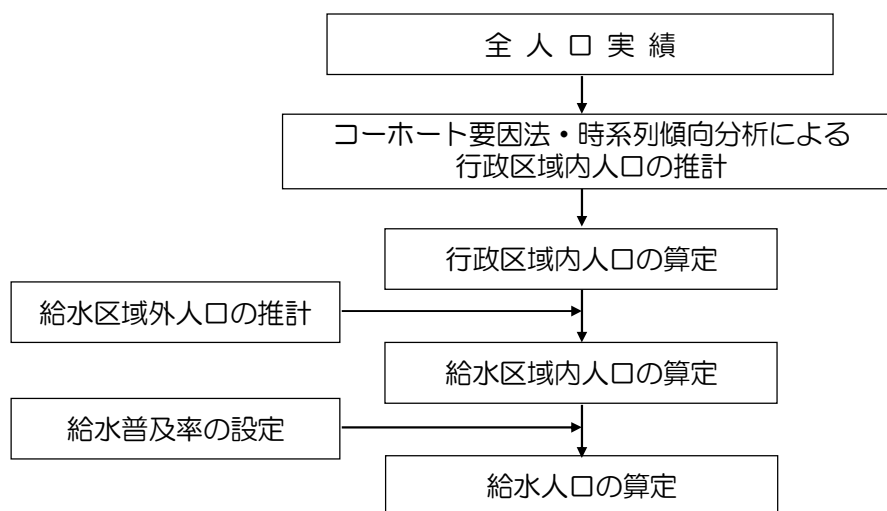 全 人 口 実 績
コーホート要因法・時系列傾向分析による
行政区域内人口の推計
行政区域内人口の算定
給水区域外人口の推計
給水区域内人口の算定
給水普及率の設定
給水人口の算定